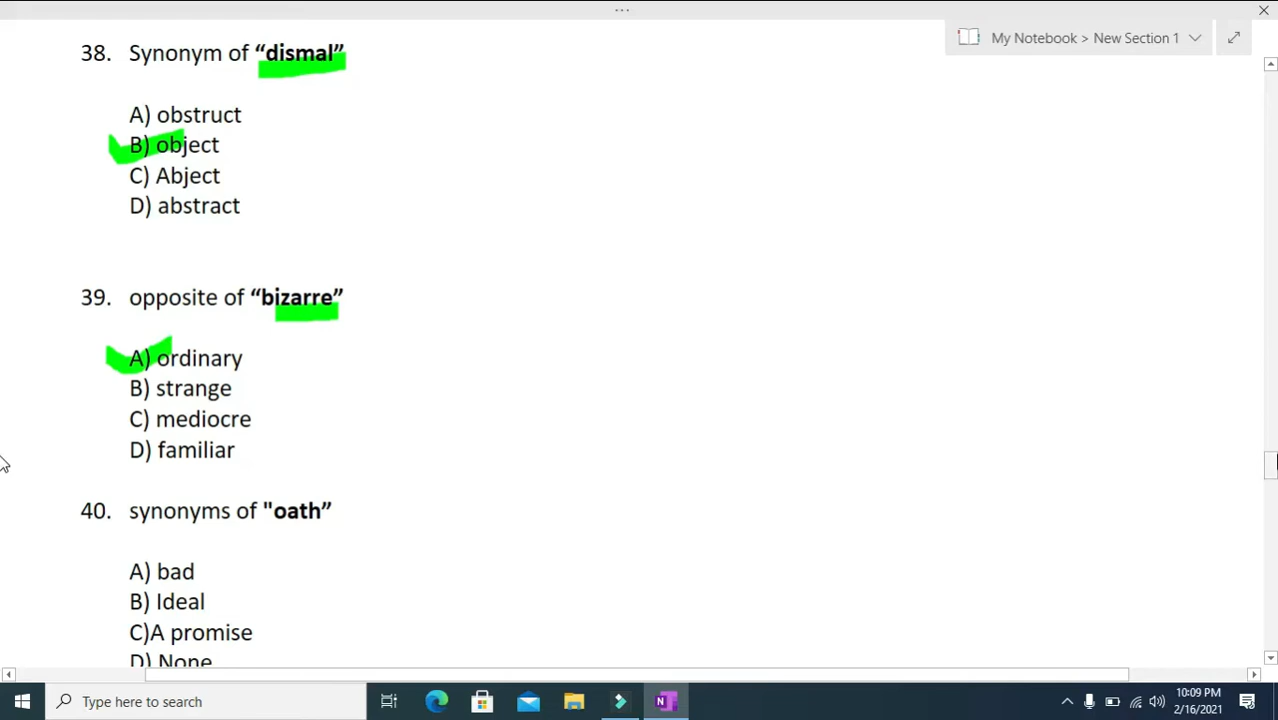 My Notebook > New Section 1
38. Synonym of “dismal”
A) obstruct
B) object
C) Abject
D) abstract
39. opposite of “bizarre”
A) ordinary
B) strange
C) mediocre
D) familiar
40. synonyms of "oath”
A) bad
B) Ideal
C)A promise
D) None
Type here to search
10:09 PM
2/16/2021